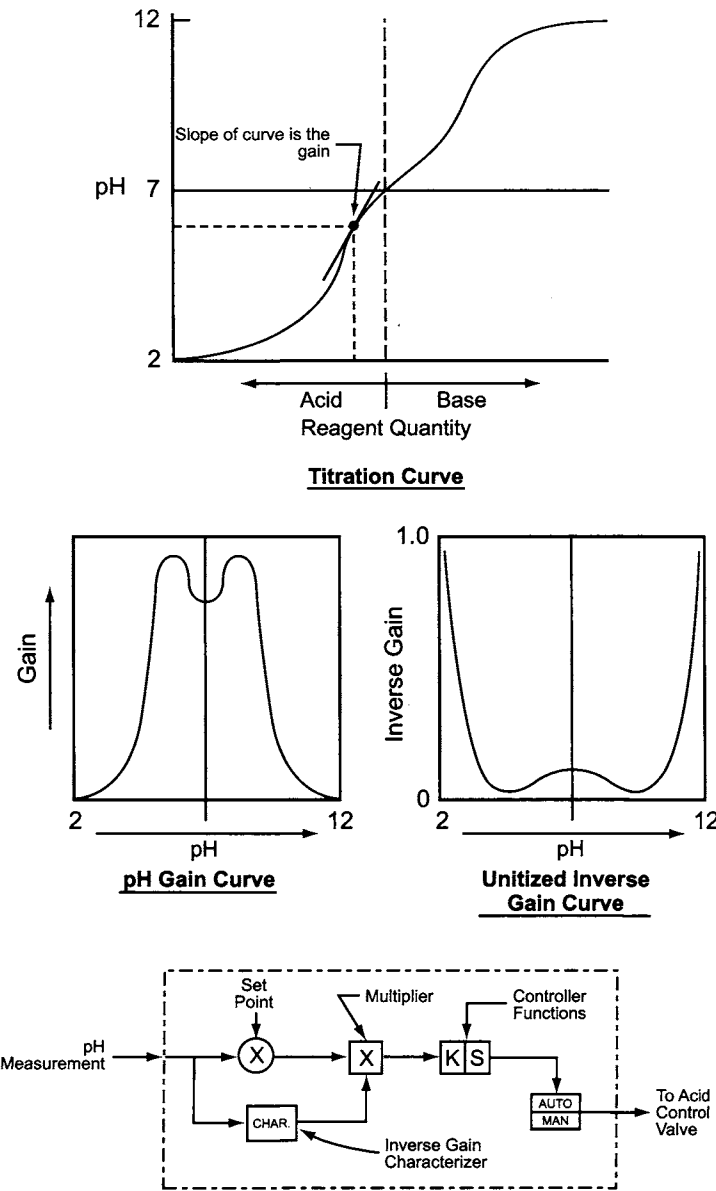 12
Slope of curve is the
gain
pH
7
2
Acid
Base
Reagent Quantity
Titration Curve
Gain
2
12
pH
pH Gain Curve
1.0
Inverse Gain
0
2
12
pH
Unitized Inverse
Gain Curve
Set
Point
Multiplier
Controller
Functions
pH
Measurement
X
X
K S
CHAR.
AUTO
MAN
To Acid
Control
Valve
Inverse Gain
Characterizer